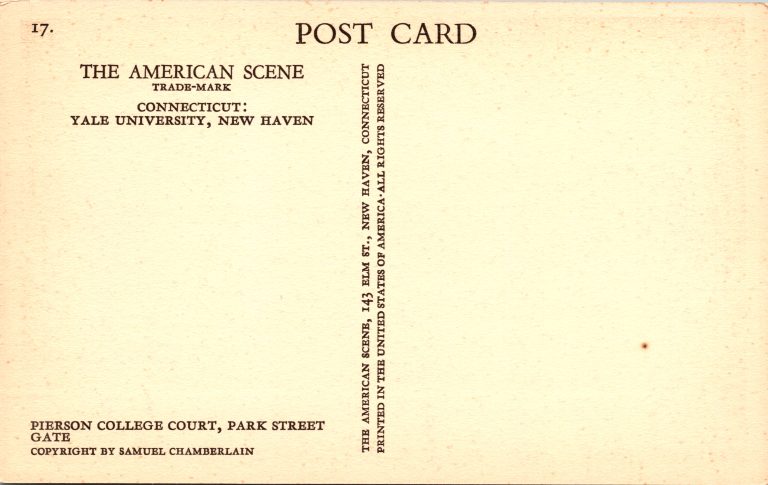 17.
POST CARD
THE AMERICAN SCENE
TRADE-MARK
CONNECTICUT:
YALE UNIVERSITY, NEW HAVEN
THE AMERICAN SCENE, 143 ELM ST., NEW HAVEN, CONNECTICUT
PRINTED IN THE UNITED STATES OF AMERICA·ALL RIGHTS RESERVED
PIERSON COLLEGE COURT, PARK STREET
GATE
COPYRIGHT BY SAMUEL CHAMBERLAIN